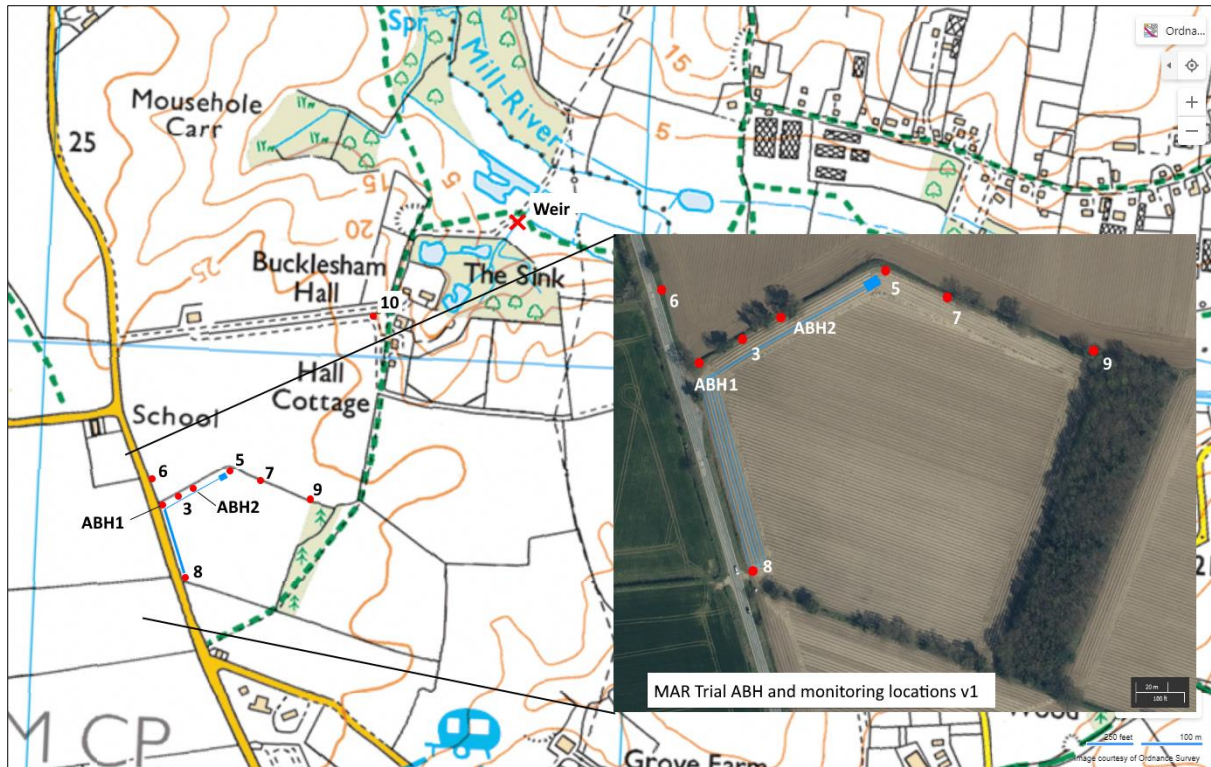 Spr
Mill-River
15
Ordna...
Mousehole
Carr
25
5
5
15
Weir
20
25
Bucklesham
Hall
The Sink
10
Hall
Cottage
School
6
5
7
ABH1
3
ABH2
9
8
6
5
7
3
ABH2
ABH1
9
8
MAR Trial ABH and monitoring locations v1
20 m
100 ft
M CP
Grove Farm
Wood
250 feet
100 m
Image courtesy of Ordnance Survey